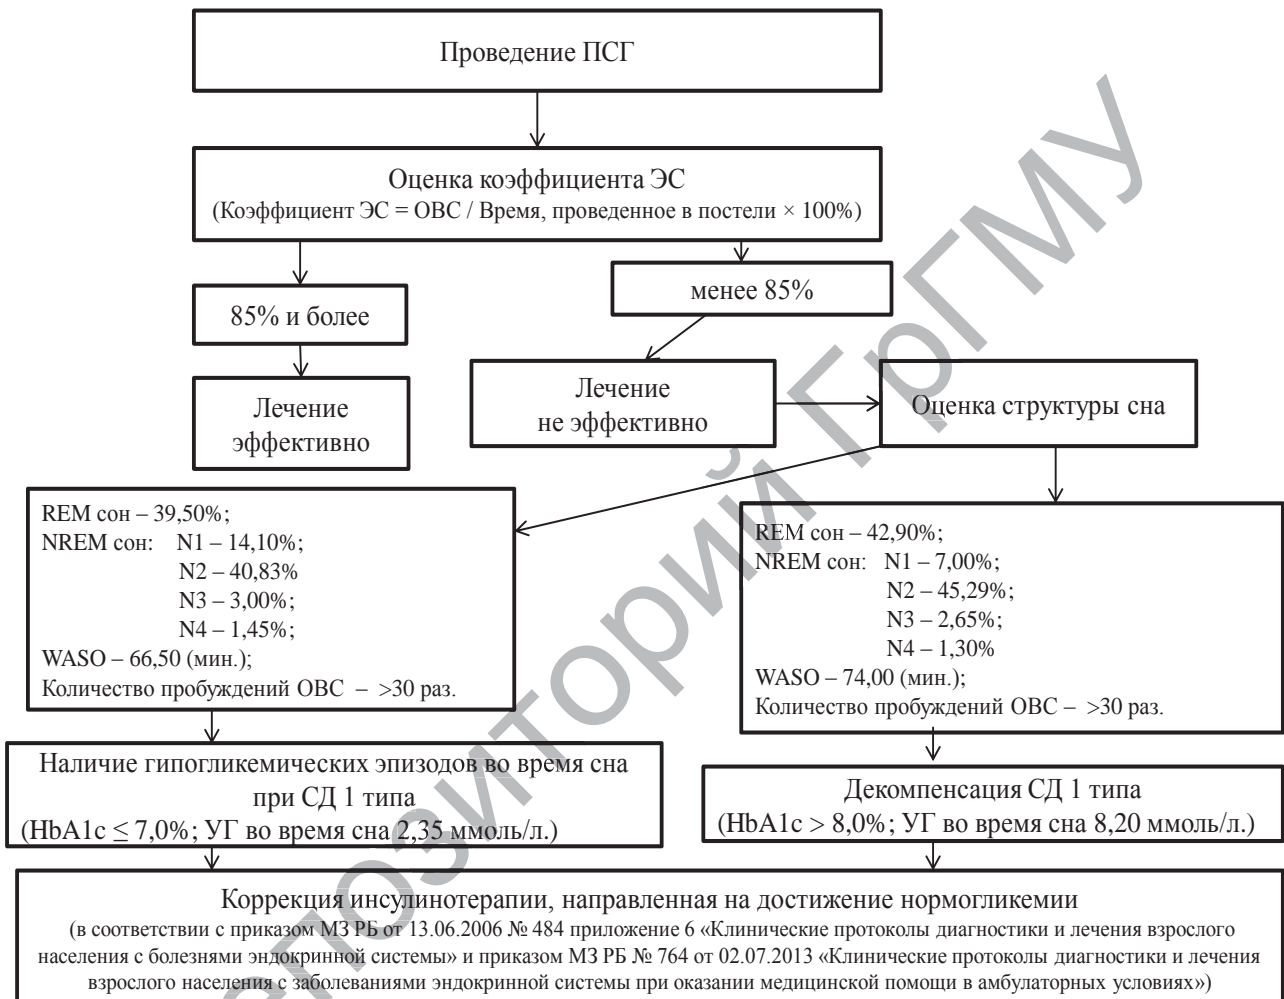 Проведение ПСГ
Оценка коэффициента ЭС
(Коэффициент ЭС = ОВС / Время, проведенное в постели × 100%)
85% и более
менее 85%
Лечение
эффективно
Лечение
не эффективно
Оценка структуры сна
REM сон – 39,50%;
NREM сон: N1 – 14,10%;
N2 – 40,83%
N3 – 3,00%;
N4 – 1,45%;
WASO – 66,50 (мин.);
Количество пробуждений ОВС – >30 раз.
REM сон – 42,90%;
NREM сон: N1 – 7,00%;
N2 – 45,29%;
N3 – 2,65%;
N4 – 1,30%
WASO – 74,00 (мин.);
Количество пробуждений ОВС – >30 раз.
Наличие гипогликемических эпизодов во время сна
при СД 1 типа
(HbA1c ≤ 7,0%; УГ во время сна 2,35 ммоль/л.)
Декомпенсация СД 1 типа
(HbA1c > 8,0%; УГ во время сна 8,20 ммоль/л.)
Коррекция инсулинотерапии, направленная на достижение нормогликемии
(в соответствии с приказом МЗ РБ от 13.06.2006 № 484 приложение 6 «Клинические протоколы диагностики и лечения взрослого
населения с болезнями эндокринной системы» и приказом МЗ РБ № 764 от 02.07.2013 «Клинические протоколы диагностики и лечения
взрослого населения с заболеваниями эндокринной системы при оказании медицинской помощи в амбулаторных условиях»)
позиторий ГрГМУ